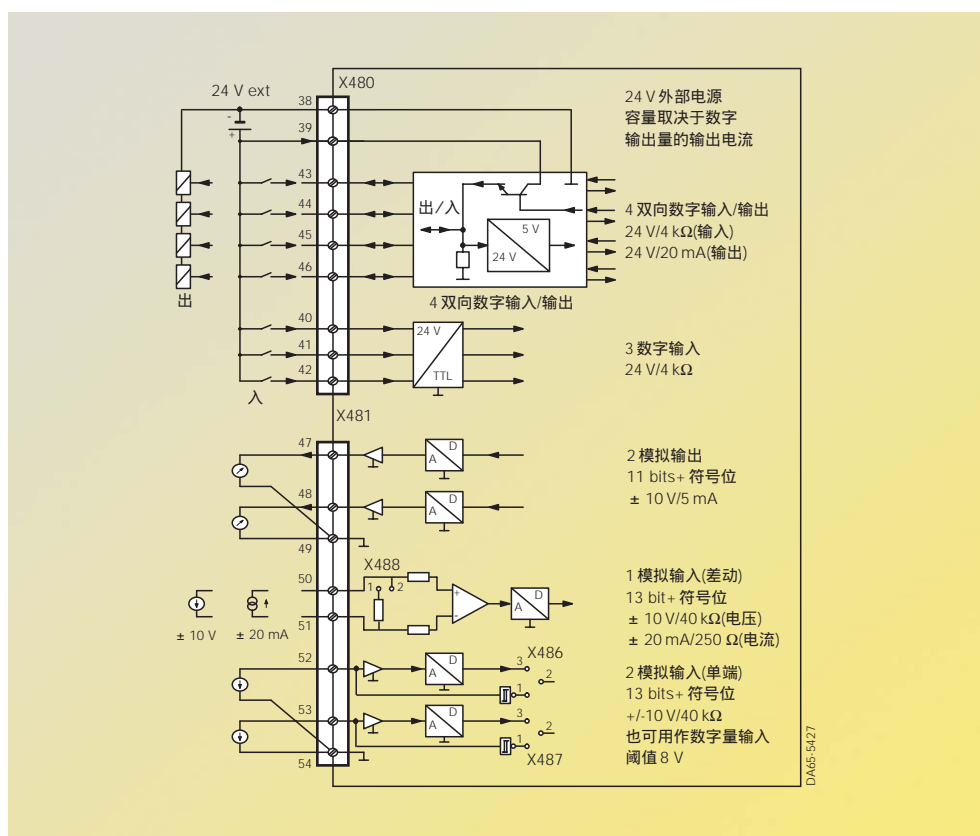 24 V ext
X480
38
39
43
44
45
46
40
41
42
-
+
出
入
出/入
5 V
24 V
4 双向数字输入/输出
24 V
TTL
24 V 外部电源
容量取决于数字
输出量的输出电流
4 双向数字输入/输出
24 V/4 kΩ(输入)
24 V/20 mA(输出)
3 数字输入
24 V/4 kΩ
X481
47
48
49
D
A
D
A
2 模拟输出
11 bits+ 符号位
± 10 V/5 mA
50
51
± 10 V
± 20 mA
X488
1
2
+
-
D
A
1 模拟输入(差动)
13 bit+ 符号位
± 10 V/40 kΩ(电压)
± 20 mA/250 Ω(电流)
52
53
54
D
A
X486
3
2
1
D
A
3
2
1
X487
2 模拟输入(单端)
13 bits+ 符号位
+/-10 V/40 kΩ
也可用作数字量输入
阈值 8 V
DA65-5427